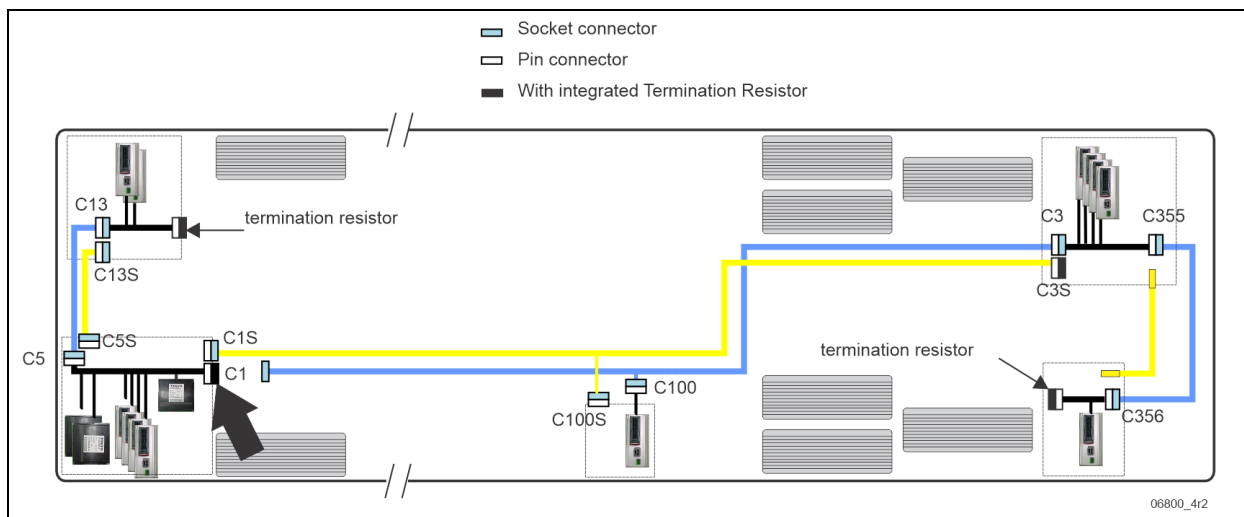 Socket connector
Pin connector
With integrated Termination Resistor
C13
termination resistor
C13S
C3
C355
C3S
C5S
C5
C1S
C1
termination resistor
C100
C100S
C356
06800_4r2